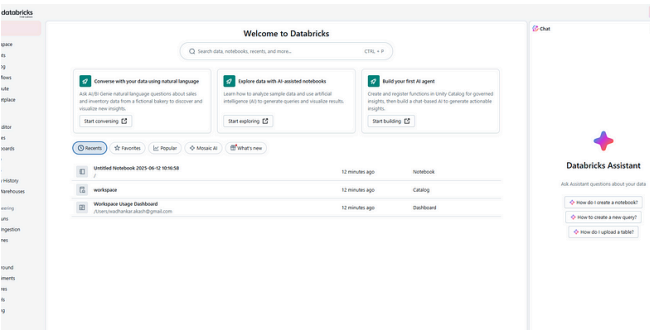 databricks
Welcome to Databricks
Search data, notebooks, recents, and more...
CTRL + P
Converse with your data using natural language
Ask AI/BI Genie natural language questions about sales
and inventory data from a fictional bakery to discover and
visualize new insights.
Start conversing
Explore data with AI-assisted notebooks
Learn how to analyze sample data and use artificial
intelligence (AI) to generate queries and visualize results.
Start exploring
Build your first AI agent
Create and register functions in Unity Catalog for governed
insights, then build a chat-based AI to generate actionable
insights.
Start building
Recents
Favorites
Popular
Mosaic AI
What's new
Untitled Notebook 2025-06-12 10:16:58
/
12 minutes ago
Notebook
workspace
12 minutes ago
Catalog
Workspace Usage Dashboard
/Users/wadhankar.akash@gmail.com
12 minutes ago
Dashboard
Chat
Databricks Assistant
Ask Assistant questions about your data
How do I create a notebook?
How to create a new query?
How do I upload a table?